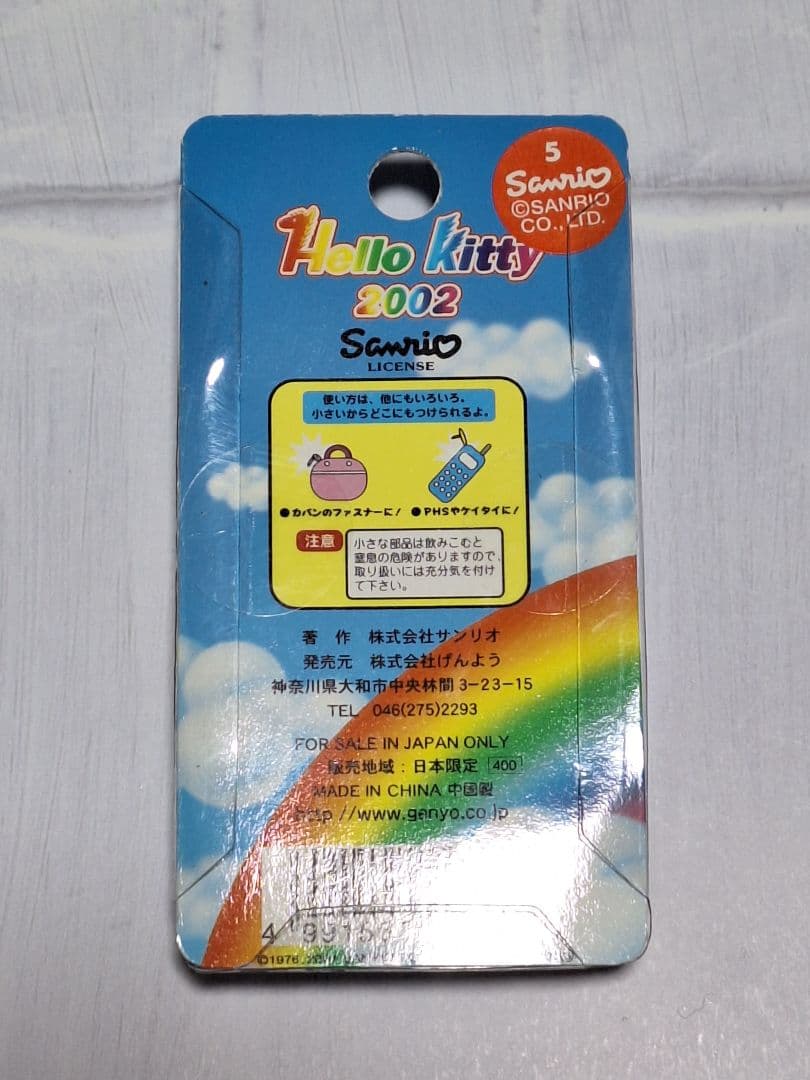 5
Sanrio
©SANRIO
CO., LTD.
Hello Kitty
2002
Sanrio
LICENSE
使い方は、他にもいろいろ。
小さいからどこにもつけられるよ。
●カバンのファスナーに! ●PHSやケイタイに!
注意
小さな部品は飲みこむと
窒息の危険がありますので、
取り扱いには充分気を付け
て下さい。
著 作 株式会社サンリオ
発売元 株式会社げんよう
神奈川県大和市中央林間3-23-15
TEL 046(275)2293
FOR SALE IN JAPAN ONLY
販売地域:日本限定 400
MADE IN CHINA 中国製
http://www.genyo.co.jp
4
©1976,